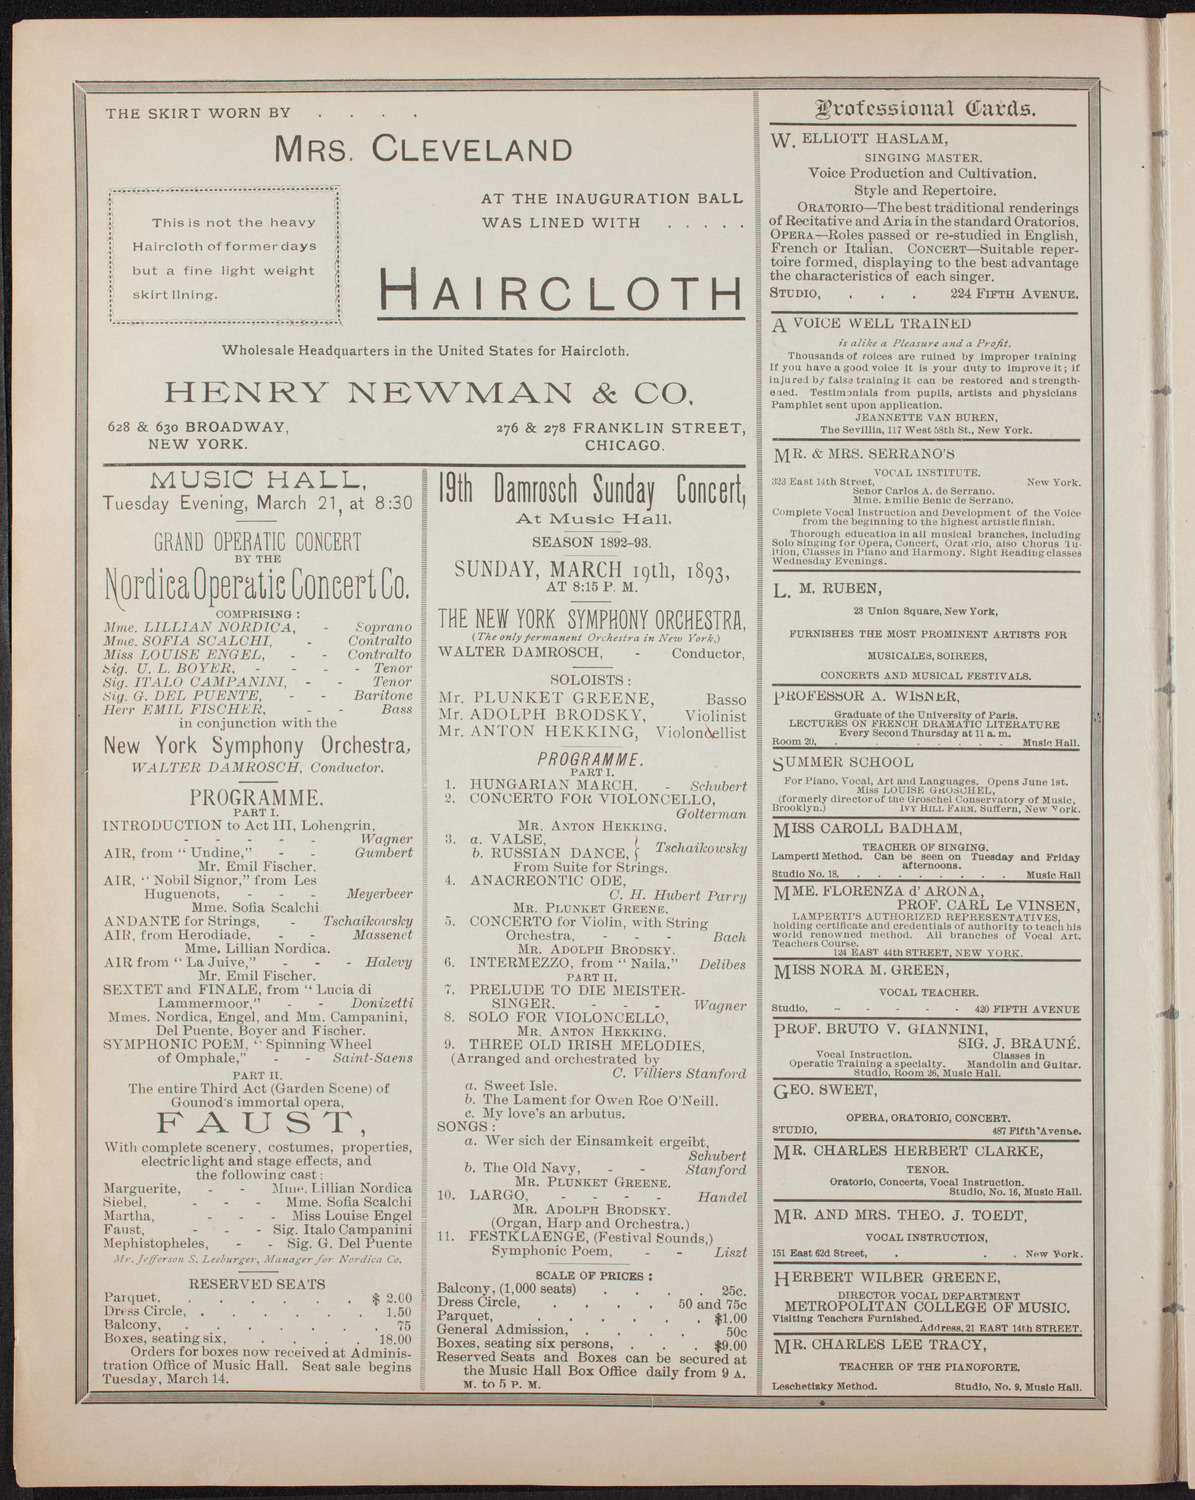 THE SKIRT WORN BY . . . .
MRS. CLEVELAND
AT THE INAUGURATION BALL
WAS LINED WITH . . . . .
This is not the heavy
Haircloth of former days
but a fine light weight
skirt lining.
HAIRCLOTH
Wholesale Headquarters in the United States for Haircloth.
HENRY NEWMAN & CO.
628 & 630 BROADWAY,
NEW YORK.
276 & 278 FRANKLIN STREET,
CHICAGO.
MUSIC HALL,
Tuesday Evening, March 21, at 8:30
GRAND OPERATIC CONCERT
BY THE
Nordica Operatic Concert Co.
COMPRISING :
Mme. LILLIAN NORDICA, - Soprano
Mme. SOFIA SCALCHI, - Contralto
Miss LOUISE ENGEL, - - Contralto
Sig. U. L. BOYER, - - - - Tenor
Sig. ITALO CAMPANINI, - - Tenor
Sig. G. DEL PUENTE, - - Baritone
Herr EMIL FISCHER, - - Bass
in conjunction with the
New York Symphony Orchestra,
WALTER DAMROSCH, Conductor.
PROGRAMME.
PART I.
INTRODUCTION to Act III, Lohengrin,
- - - - - Wagner
AIR, from "Undine," - - Gumbert
Mr. Emil Fischer.
AIR, "Nobil Signor," from Les
Huguenots, - - - Meyerbeer
Mme. Sofia Scalchi
ANDANTE for Strings, - Tschaikowsky
AIR, from Herodiade, - - Massenet
Mme. Lillian Nordica.
AIR from "La Juive," - - - Halevy
Mr. Emil Fischer.
SEXTET and FINALE, from "Lucia di
Lammermoor," - - Donizetti
Mmes. Nordica, Engel, and Mm. Campanini,
Del Puente, Boyer and Fischer.
SYMPHONIC POEM, "Spinning Wheel
of Omphale," - - Saint-Saens
PART II.
The entire Third Act (Garden Scene) of
Gounod's immortal opera,
FAUST,
With complete scenery, costumes, properties,
electric light and stage effects, and
the following cast :
Marguerite, - - Mme. Lillian Nordica
Siebel, - - - Mme. Sofia Scalchi
Martha, - - - Miss Louise Engel
Faust, - - - Sig. Italo Campanini
Mephistopheles, - - Sig. G. Del Puente
Mr. Jefferson S. Leeburger, Manager for Nordica Co.
RESERVED SEATS
Parquet, . . . . . . . $ 2.00
Dress Circle, . . . . . . . 1.50
Balcony, . . . . . . . . 75
Boxes, seating six, . . . . 18.00
Orders for boxes now received at Adminis-
tration Office of Music Hall. Seat sale begins
Tuesday, March 14.
19th Damrosch Sunday Concert,
At Music Hall.
SEASON 1892-93.
SUNDAY, MARCH 19th, 1893,
AT 8:15 P. M.
THE NEW YORK SYMPHONY ORCHESTRA,
(The only permanent Orchestra in New York,)
WALTER DAMROSCH, - Conductor,
SOLOISTS :
Mr. PLUNKET GREENE, Basso
Mr. ADOLPH BRODSKY, Violinist
Mr. ANTON HEKKING, Violoncellist
PROGRAMME.
PART I.
1. HUNGARIAN MARCH, - Schubert
2. CONCERTO FOR VIOLONCELLO,
Golterman
MR. ANTON HEKKING.
3. a. VALSE, }
b. RUSSIAN DANCE, } Tschaikowsky
From Suite for Strings.
4. ANACREONTIC ODE,
C. H. Hubert Parry
MR. PLUNKET GREENE.
5. CONCERTO for Violin, with String
Orchestra, - - - Bach
MR. ADOLPH BRODSKY.
6. INTERMEZZO, from "Naila," Delibes
PART II.
7. PRELUDE TO DIE MEISTER-
SINGER. - - - Wagner
8. SOLO FOR VIOLONCELLO,
MR. ANTON HEKKING.
9. THREE OLD IRISH MELODIES,
(Arranged and orchestrated by
C. Villiers Stanford
a. Sweet Isle.
b. The Lament for Owen Roe O'Neill.
c. My love's an arbutus.
SONGS :
a. Wer sich der Einsamkeit ergeibt,
Schubert
b. The Old Navy, - - Stanford
MR. PLUNKET GREENE.
10. LARGO, - - - - Handel
MR. ADOLPH BRODSKY.
(Organ, Harp and Orchestra.)
11. FESTKLAENGE, (Festival Sounds,)
Symphonic Poem, - - Liszt
SCALE OF PRICES :
Balcony, (1,000 seats) . . . . 25c.
Dress Circle, . . . . 50 and 75c
Parquet, . . . . . . . $1.00
General Admission, . . . . . 50c
Boxes, seating six persons, . . . $9.00
Reserved Seats and Boxes can be secured at
the Music Hall Box Office daily from 9 A.
M. to 5 P. M.
Professional Cards.
W. ELLIOTT HASLAM,
SINGING MASTER.
Voice Production and Cultivation.
Style and Repertoire.
ORATORIO—The best traditional renderings
of Recitative and Aria in the standard Oratorios.
OPERA—Roles passed or re-studied in English,
French or Italian. CONCERT—Suitable reper-
toire formed, displaying to the best advantage
the characteristics of each singer.
STUDIO, . . . 224 FIFTH AVENUE.
A VOICE WELL TRAINED
is alike a Pleasure and a Profit.
Thousands of voices are ruined by improper training
If you have a good voice it is your duty to improve it; if
injured by false training it can be restored and strength-
ened. Testimonials from pupils, artists and physicians
Pamphlet sent upon application.
JEANNETTE VAN BUREN,
The Sevillia, 117 West 58th St., New York.
MR. & MRS. SERRANO'S
VOCAL INSTITUTE.
323 East 14th Street, New York.
Senor Carlos A. de Serrano.
Mme. Emilie Benic de Serrano.
Complete Vocal Instruction and Development of the Voice
from the beginning to the highest artistic finish.
Thorough education in all musical branches, including
Solo Singing for Opera, Concert, Oratorio, also Chorus Tu-
ition, Classes in Piano and Harmony. Sight Reading classes
Wednesday Evenings.
L. M. RUBEN,
23 Union Square, New York,
FURNISHES THE MOST PROMINENT ARTISTS FOR
MUSICALES, SOIREES,
CONCERTS AND MUSICAL FESTIVALS.
PROFESSOR A. WISNER,
Graduate of the University of Paris.
LECTURES ON FRENCH DRAMATIC LITERATURE
Every Second Thursday at 11 a. m.
Room 20, . . . . . . . . Music Hall.
SUMMER SCHOOL
For Piano, Vocal, Art and Languages. Opens June 1st.
Miss LOUISE GROSCHEL,
(formerly director of the Groschel Conservatory of Music,
Brooklyn.) IVY HILL FARM, Suffern, New York.
MISS CAROLL BADHAM,
TEACHER OF SINGING.
Lamperti Method. Can be seen on Tuesday and Friday
afternoons.
Studio No. 18. . . . . . . . . Music Hall
MME. FLORENZA d' ARONA,
PROF. CARL Le VINSEN,
LAMPERTI'S AUTHORIZED REPRESENTATIVES,
holding certificate and credentials of authority to teach his
world renowned method. All branches of Vocal Art.
Teachers Course.
124 EAST 44th STREET, NEW YORK.
MISS NORA M. GREEN,
VOCAL TEACHER.
Studio, - - - - - 420 FIFTH AVENUE
PROF. BRUTO V. GIANNINI,
SIG. J. BRAUNÉ.
Vocal Instruction. Classes in
Operatic Training a specialty. Mandolin and Guitar.
Studio, Room 26, Music Hall.
GEO. SWEET,
OPERA, ORATORIO, CONCERT.
STUDIO, 487 Fifth Avenue.
MR. CHARLES HERBERT CLARKE,
TENOR.
Oratorio, Concerts, Vocal Instruction.
Studio, No. 16, Music Hall.
MR. AND MRS. THEO. J. TOEDT,
VOCAL INSTRUCTION,
151 East 62d Street, . . . New York.
HERBERT WILBER GREENE,
DIRECTOR VOCAL DEPARTMENT
METROPOLITAN COLLEGE OF MUSIC.
Visiting Teachers Furnished.
Address, 21 EAST 14th STREET.
MR. CHARLES LEE TRACY,
TEACHER OF THE PIANOFORTE.
Leschetizky Method. Studio, No. 9, Music Hall.